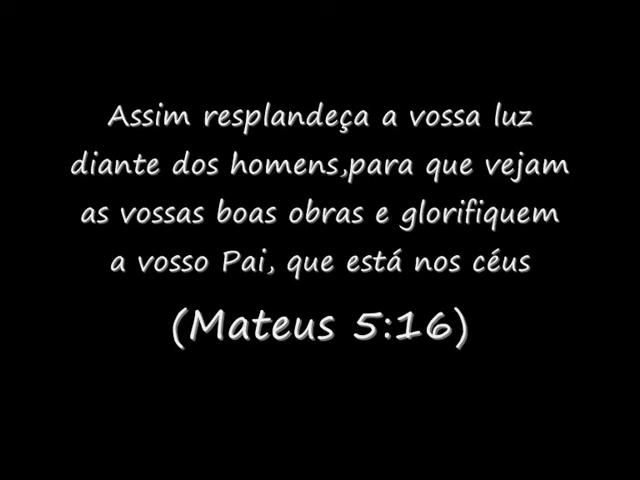 Assim resplandeça a vossa luz
diante dos homens,para que vejam
as vossas boas obras e glorifiquem
a vosso Pai, que está nos céus
(Mateus 5:16)